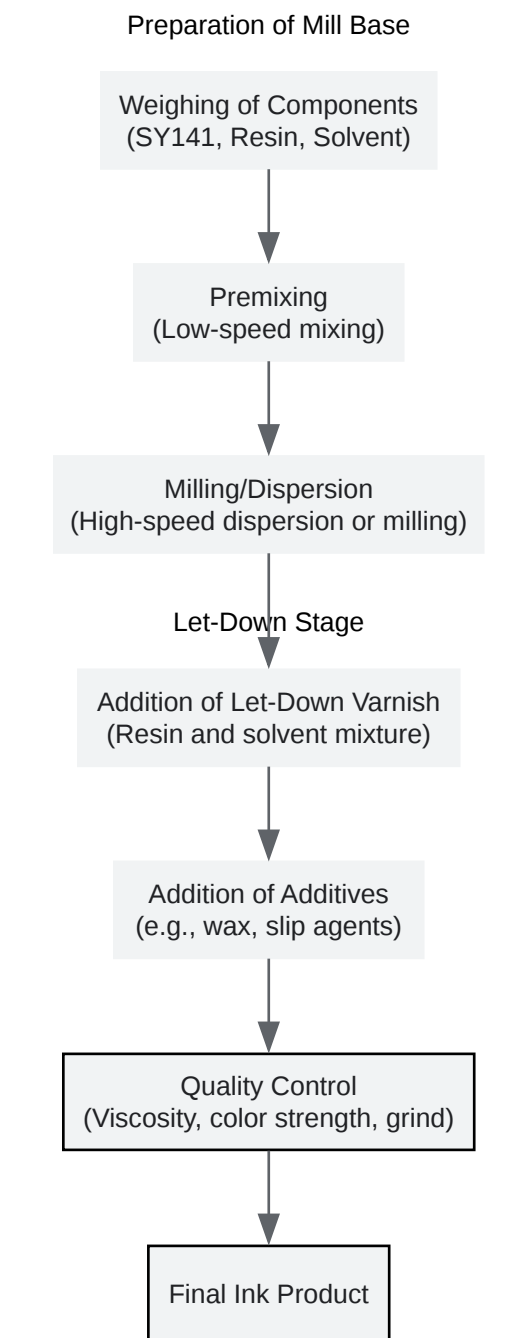 Preparation of Mill Base
Weighing of Components
(SY141, Resin, Solvent)
Premixing
(Low-speed mixing)
Milling/Dispersion
(High-speed dispersion or milling)
Let-Down Stage
Addition of Let-Down Varnish
(Resin and solvent mixture)
Addition of Additives
(e.g., wax, slip agents)
Quality Control
(Viscosity, color strength, grind)
Final Ink Product